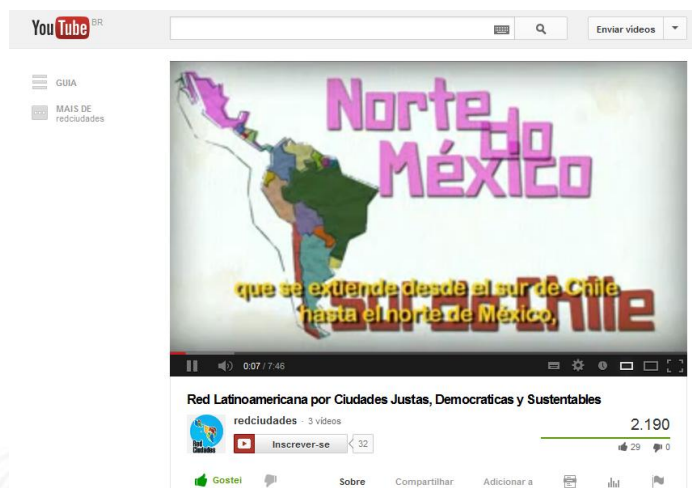 YouTube BR
Enviar vídeos
GUIA
MAIS DE
redciudades
Norte
do
México
Sur de Chile
que se extiende desde el sur de Chile
hasta el norte de México,
0:07 / 7:46
Red Latinoamericana por Ciudades Justas, Democraticas y Sustentables
redciudades · 3 vídeos
Inscrever-se 32
2.190
29 0
Red
Ciudades
Gostei
Sobre Compartilhar Adicionar a